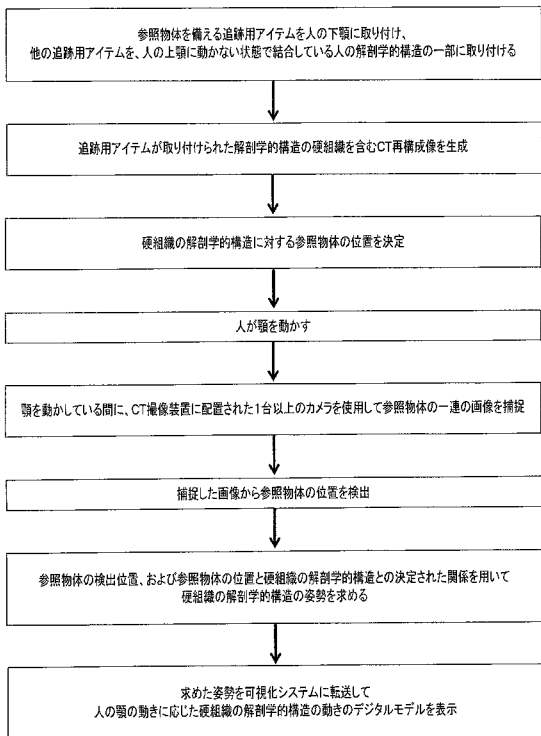 参照物体を備える追跡用アイテムを人の下顎に取り付け、
他の追跡用アイテムを、人の上顎に動かない状態で結合している人の解剖学的構造の一部に取り付ける
追跡用アイテムが取り付けられた解剖学的構造の硬組織を含むCT再構成像を生成
硬組織の解剖学的構造に対する参照物体の位置を決定
人が顎を動かす
顎を動かしている間に、CT撮像装置に配置された1台以上のカメラを使用して参照物体の一連の画像を捕捉
捕捉した画像から参照物体の位置を検出
参照物体の検出位置、および参照物体の位置と硬組織の解剖学的構造との決定された関係を用いて
硬組織の解剖学的構造の姿勢を求める
求めた姿勢を可視化システムに転送して
人の顎の動きに応じた硬組織の解剖学的構造の動きのデジタルモデルを表示